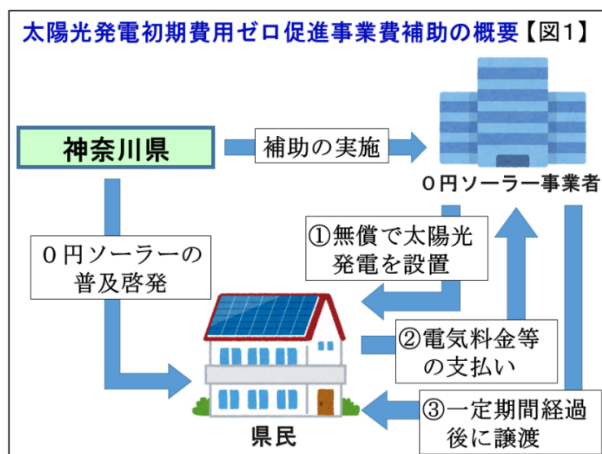 太陽光発電初期費用ゼロ促進事業費補助の概要【図1】
神奈川県
補助の実施
０円ソーラー事業者
０円ソーラーの
普及啓発
①無償で太陽光
発電を設置
②電気料金等
の支払い
③一定期間経過
後に譲渡
県民